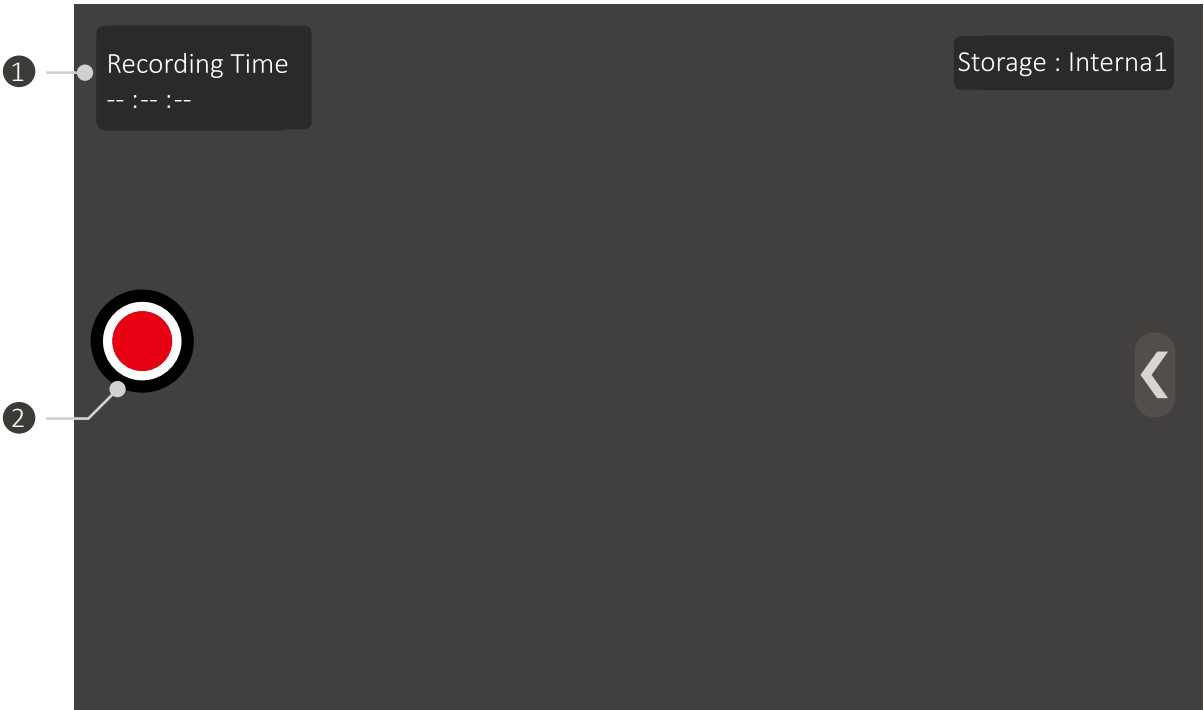 1
Recording Time
-- :-- :--
Storage : Interna1
2